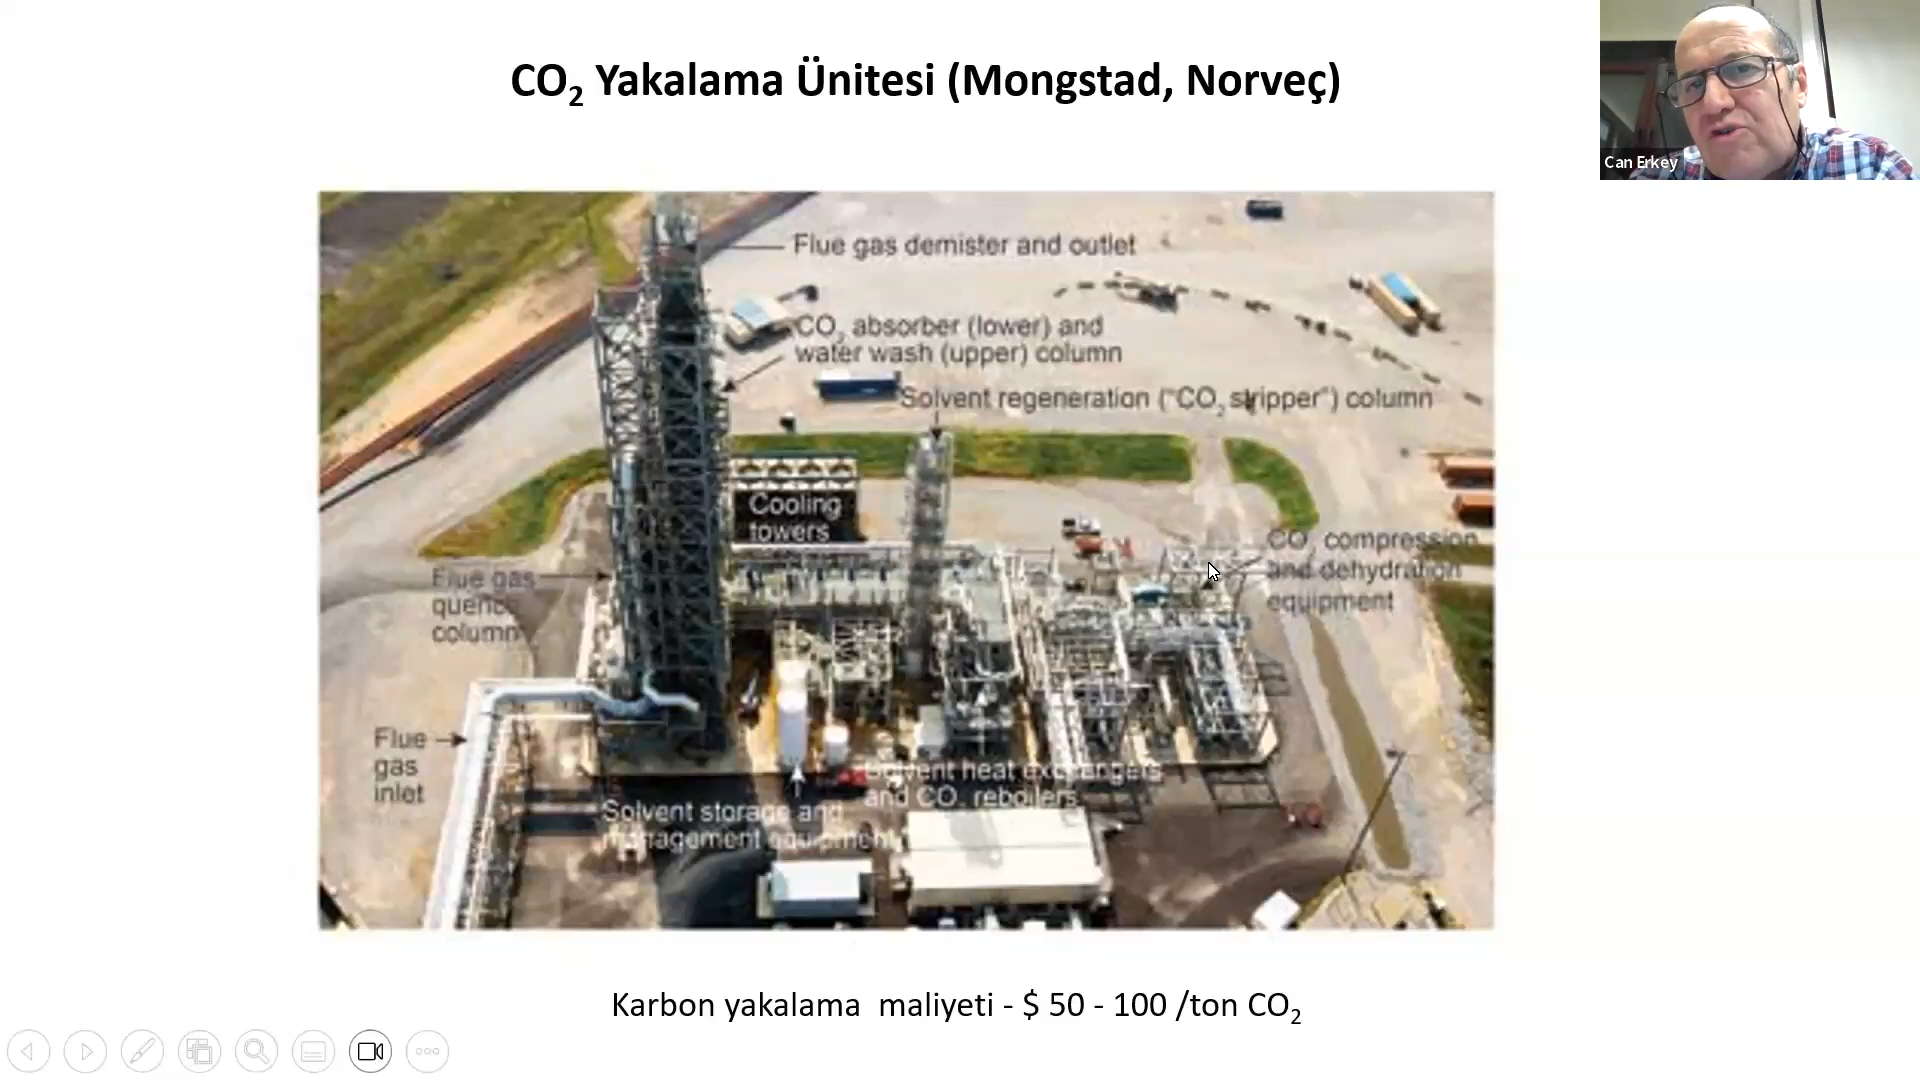 CO2 Yakalama Ünitesi (Mongstad, Norveç)
Can Erkey
Flue gas demister and outlet
CO2 absorber (lower) and
water wash (upper) column
Solvent regeneration ("CO2 stripper") column
Cooling
towers
CO2 compression
and dehydration
equipment
Flue gas
quench
column
Flue
gas
inlet
Solvent heat exchangers
and CO2 reboilers
Solvent storage and
management equipment
Karbon yakalama maliyeti - $ 50 - 100 /ton CO2